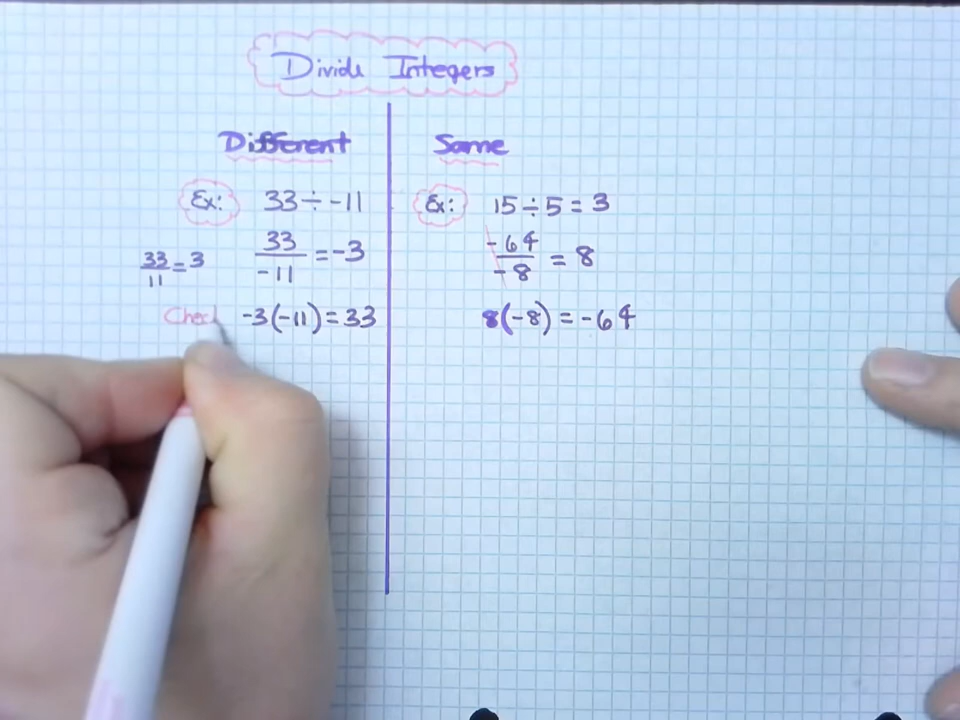 Divide Integers
Different
Ex: 33 ÷ -11
33/-11 = -3
33/11 = 3
Check -3(-11) = 33
Same
Ex: 15 ÷ 5 = 3
-64/-8 = 8
8(-8) = -64